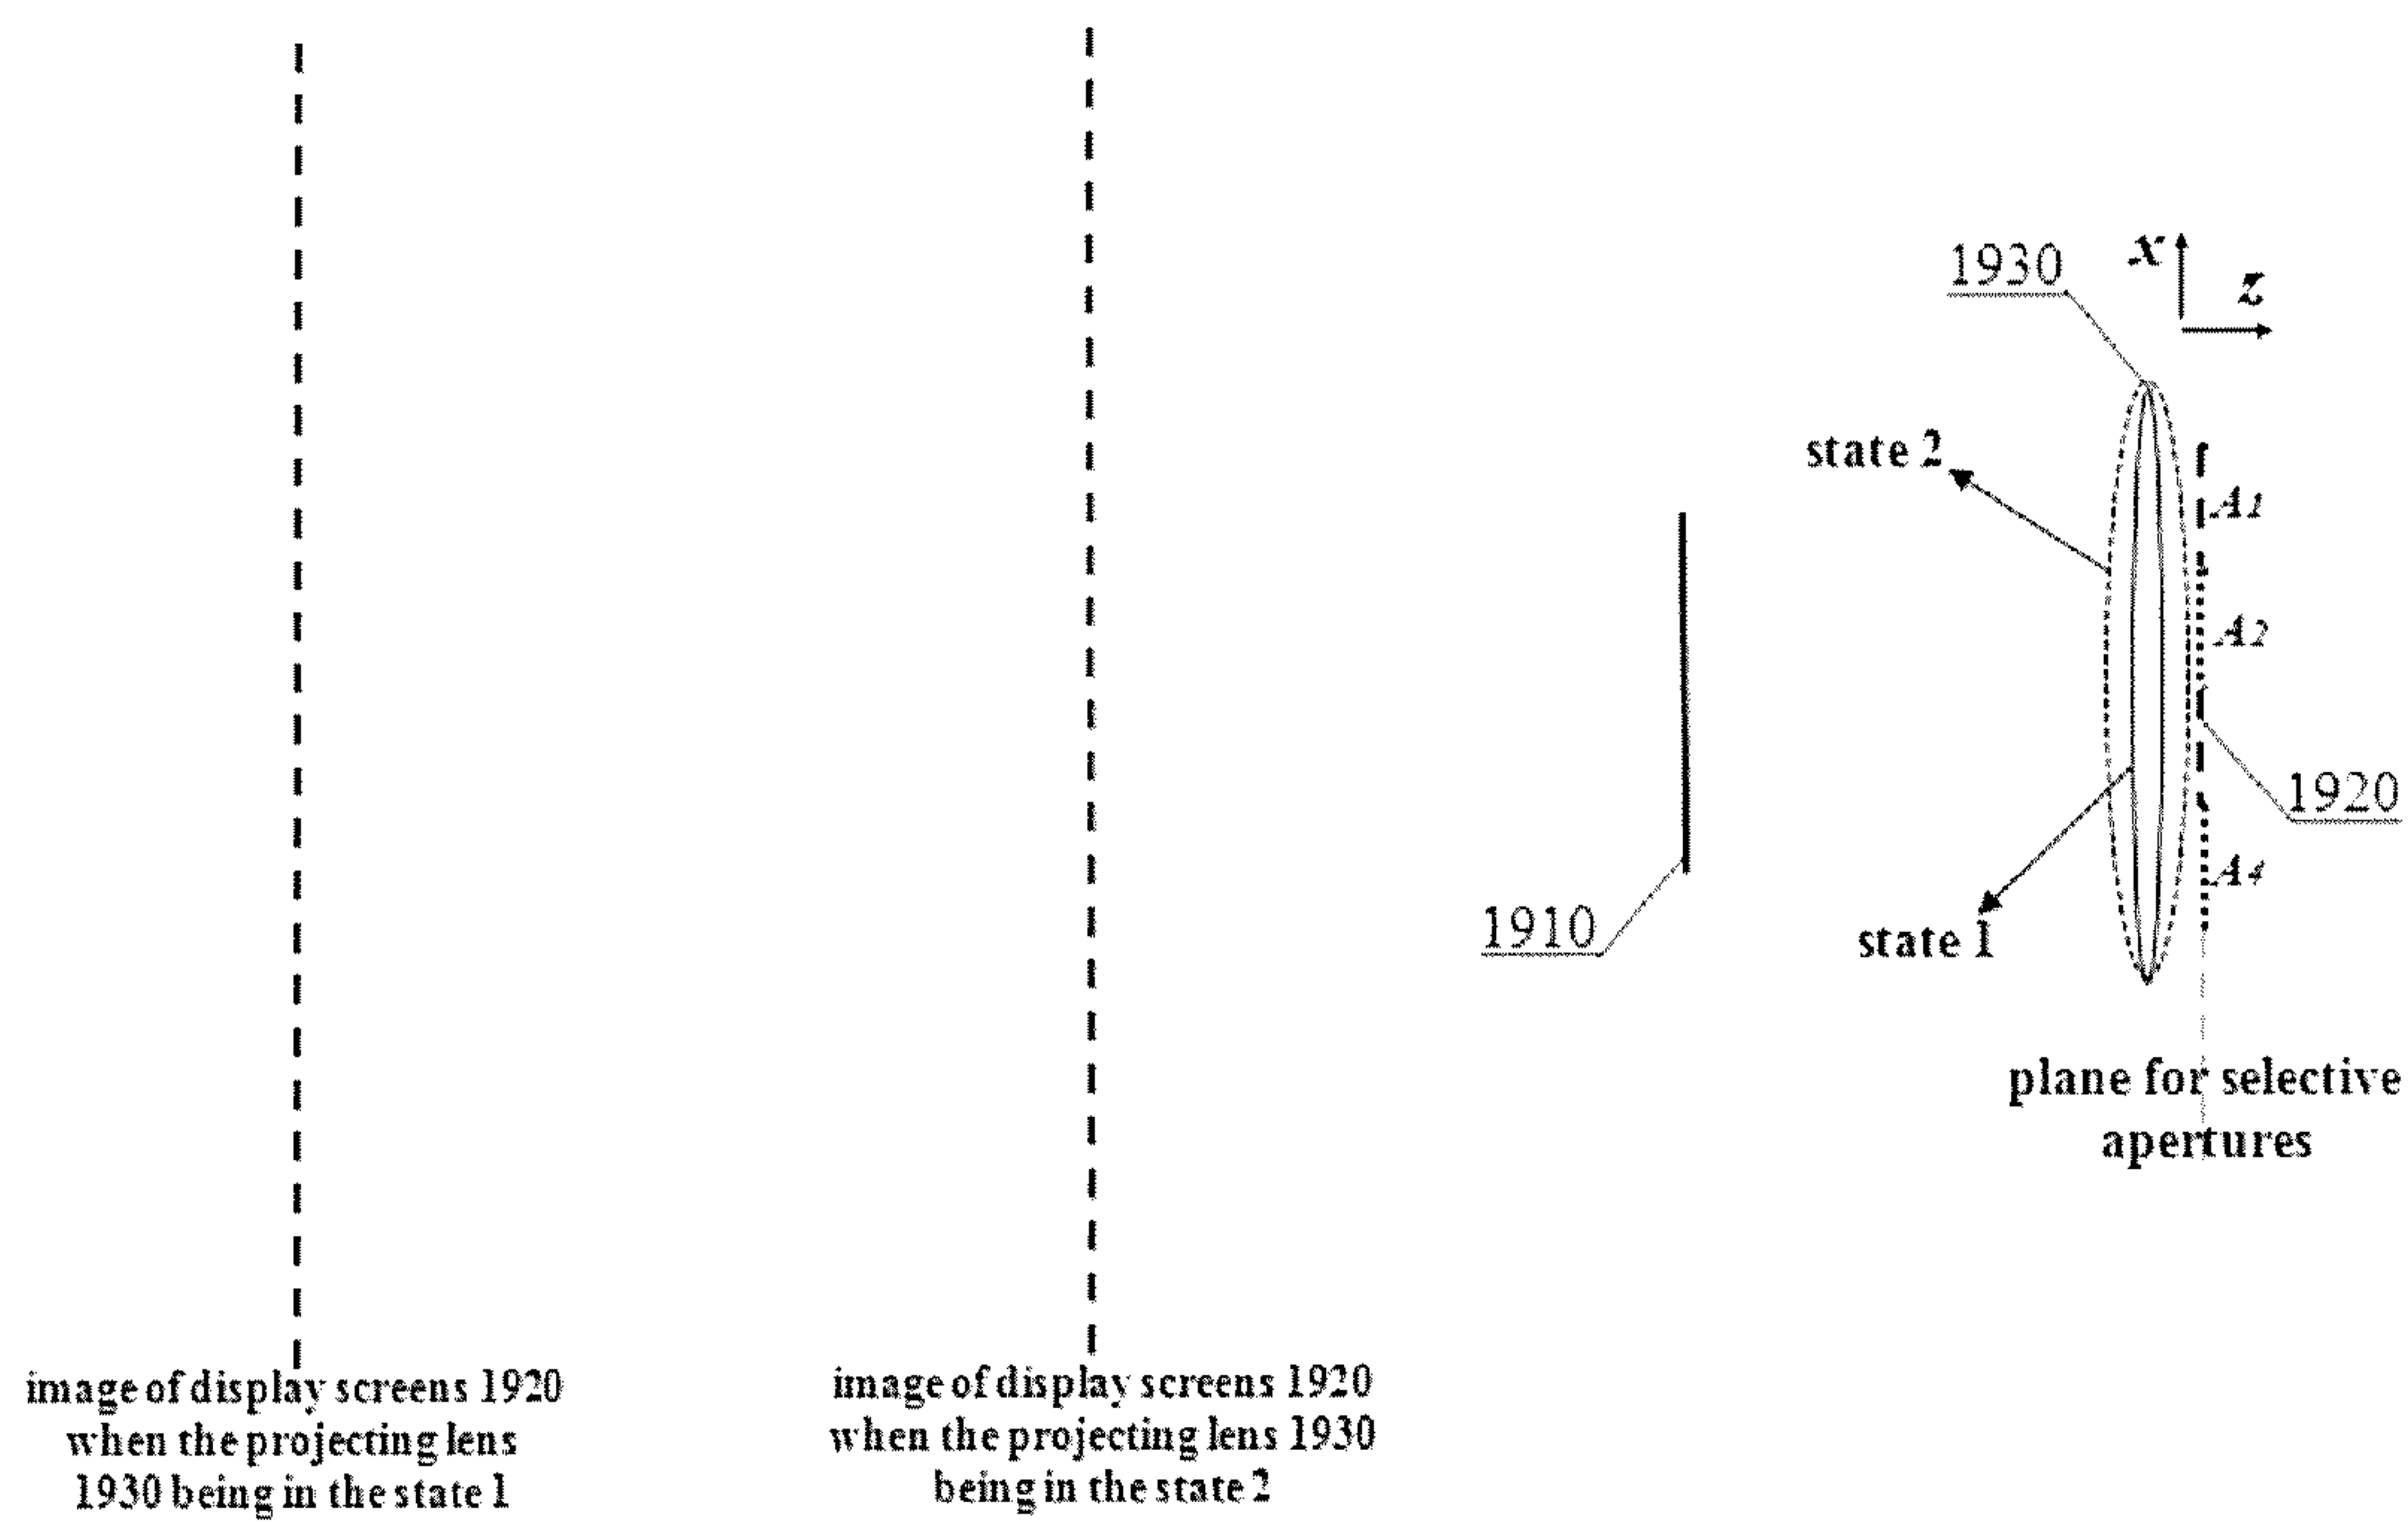 x
z
1930
state 2
A1
A2
1920
A4
1910
state 1
plane for selective
apertures
image of display screens 1920
when the projecting lens
1930 being in the state 1
image of display screens 1920
when the projecting lens 1930
being in the state 2